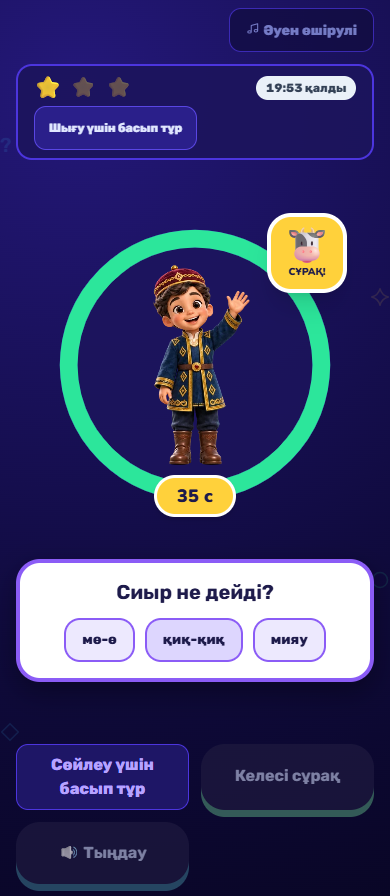 Әуен өшірулі
19:53 қалды
Шығу үшін басып тұр
СҰРАҚ!
35 с
Сиыр не дейді?
мө-ө
қиқ-қиқ
мияу
Сөйлеу үшін
басып тұр
Келесі сұрақ
Тыңдау